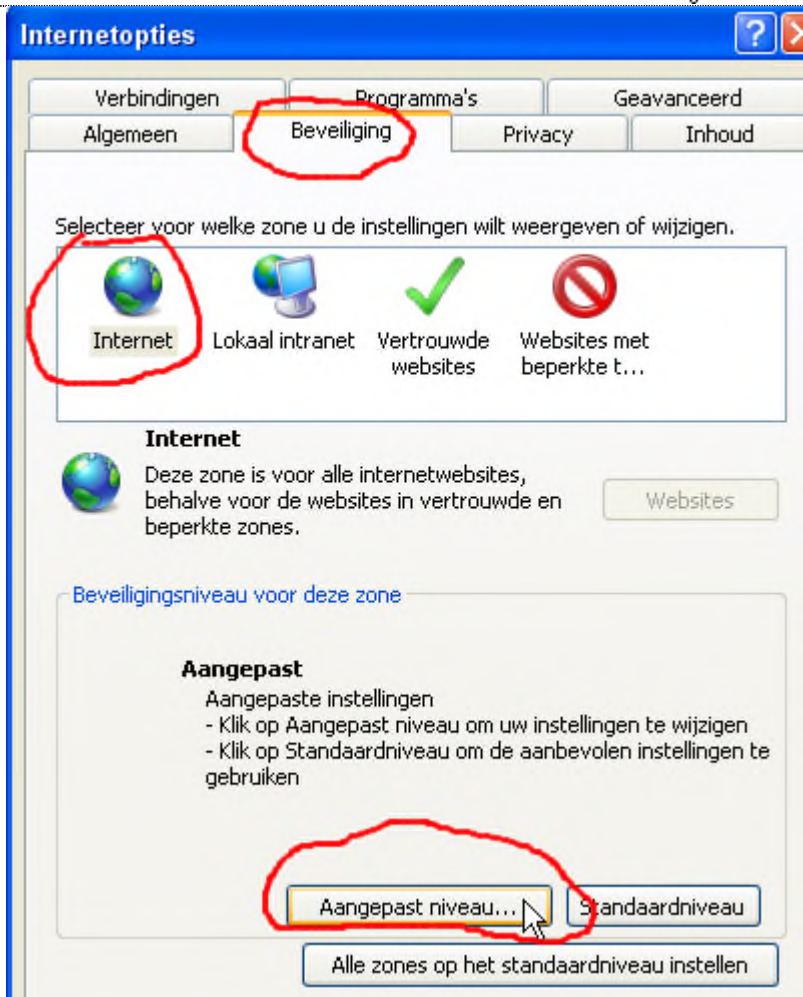 Internetopties
Verbindingen Programma's Geavanceerd
Algemeen Beveiliging Privacy Inhoud
Selecteer voor welke zone u de instellingen wilt weergeven of wijzigen.
Internet Lokaal intranet Vertrouwde websites Websites met beperkte t...
Internet
Deze zone is voor alle internetwebsites,
behalve voor de websites in vertrouwde en
beperkte zones.
Websites
Beveiligingsniveau voor deze zone
Aangepast
Aangepaste instellingen
- Klik op Aangepast niveau om uw instellingen te wijzigen
- Klik op Standaardniveau om de aanbevolen instellingen te
gebruiken
Aangepast niveau... Standaardniveau
Alle zones op het standaardniveau instellen